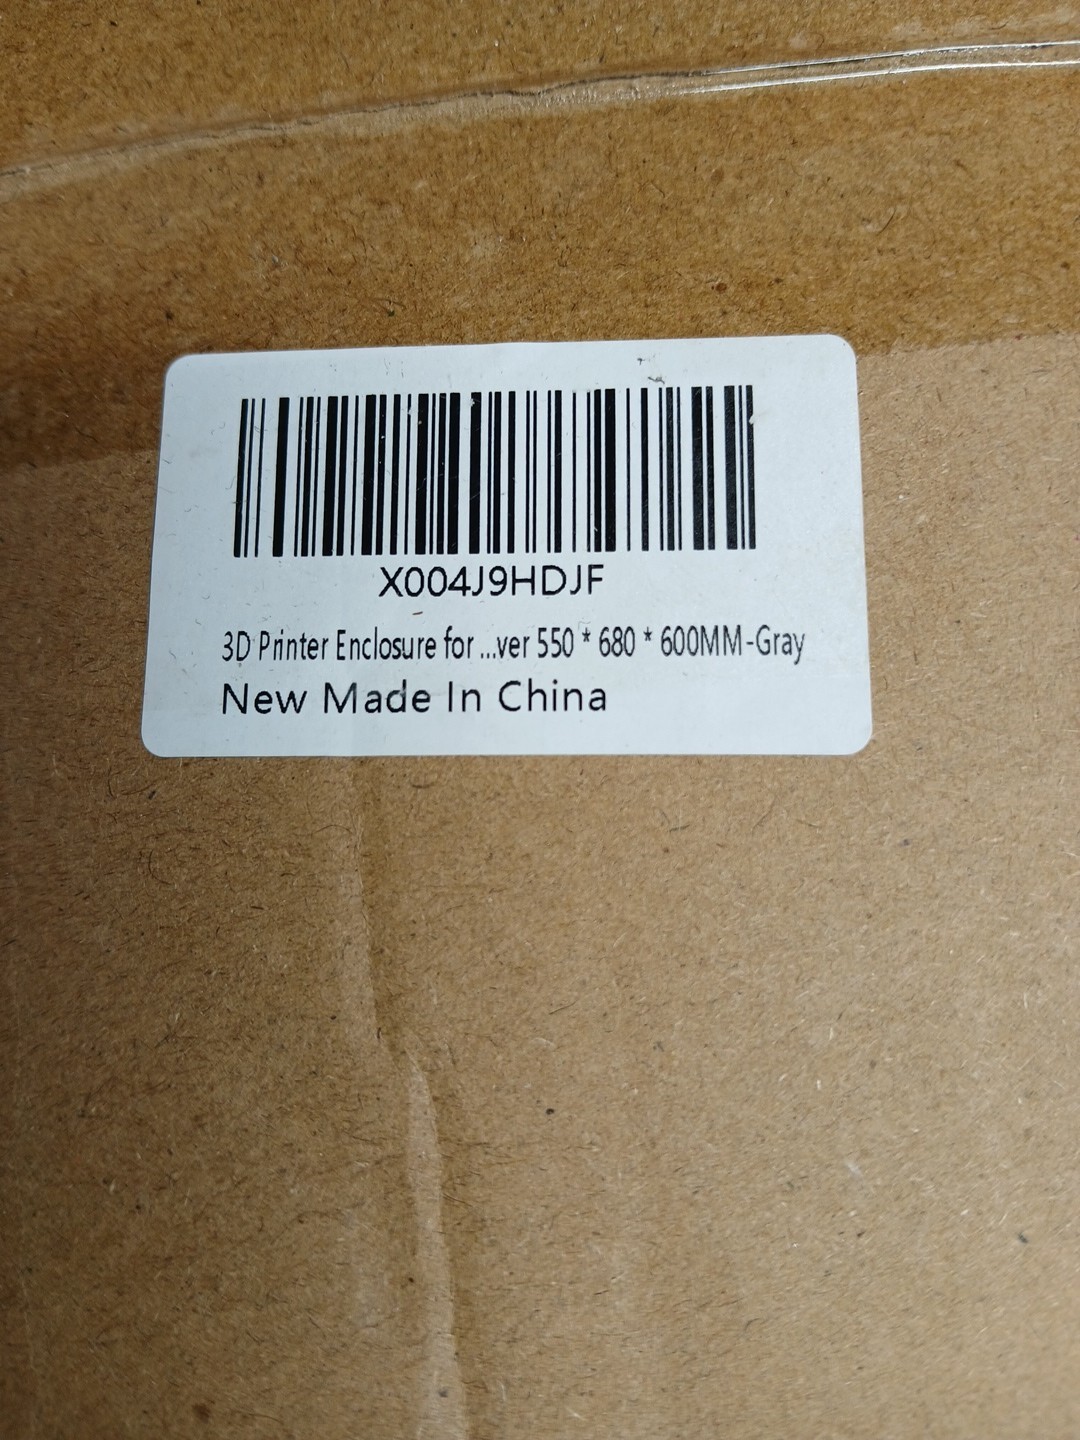 X004J9HDJF
3D Printer Enclosure for ...ver 550 * 680 * 600MM-Gray
New Made In China